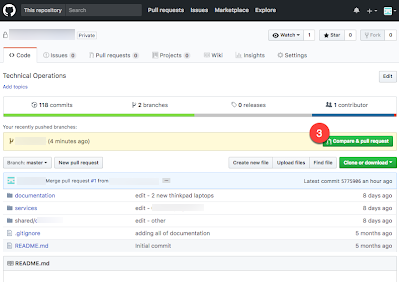 This repository Search Pull requests Issues Marketplace Explore
Private Watch 1 Star 0 Fork 0
Code Issues 0 Pull requests 0 Projects 0 Wiki Insights Settings
Technical Operations Edit
Add topics
118 commits 2 branches 0 releases 1 contributor
Your recently pushed branches:
3
(4 minutes ago) Compare & pull request
Branch: master New pull request Create new file Upload files Find file Clone or download
Merge pull request #1 from Latest commit 5775986 an hour ago
documentation edit - 2 new thinkpad laptops 8 days ago
services edit - 8 days ago
shared/c edit - other 8 days ago
.gitignore adding all of documentation 5 months ago
README.md Initial commit 5 months ago
README.md